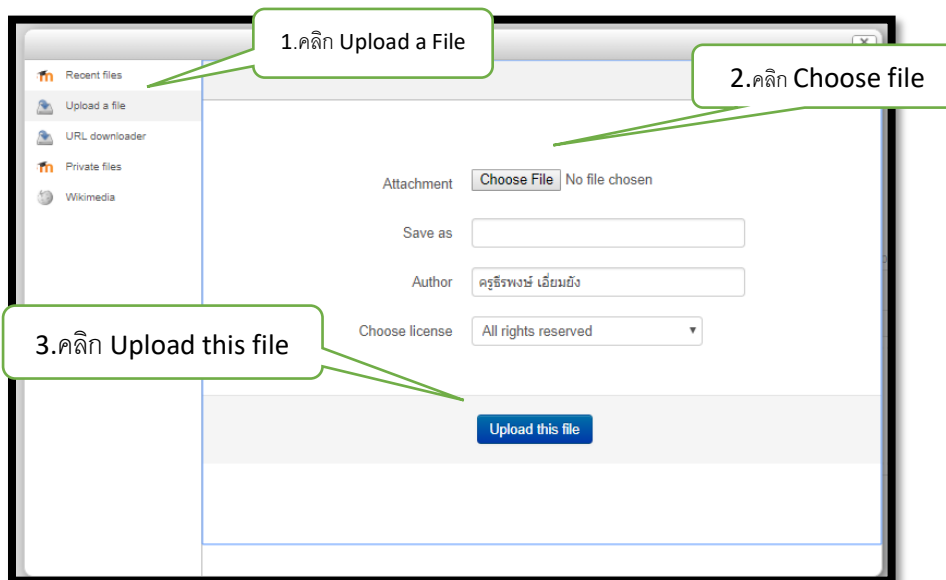 1.คลิก Upload a File
2.คลิก Choose file
Recent files
Upload a file
URL downloader
Private files
Wikimedia
Attachment Choose File No file chosen
Save as
Author ครูธีรพงษ์ เอี่ยมยัง
Choose license All rights reserved
3.คลิก Upload this file
Upload this file